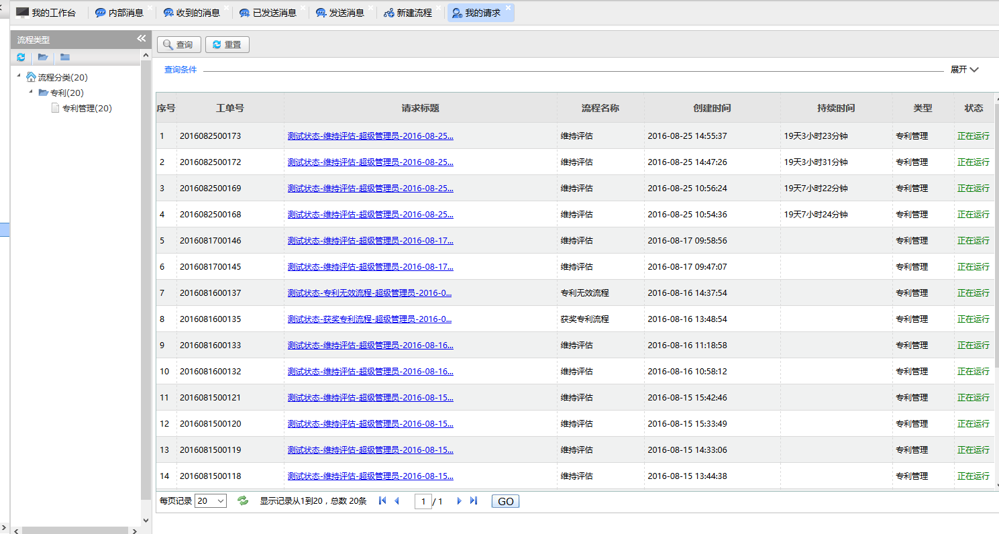 我的工作台 内部消息 收到的消息 已发送消息 发送消息 新建流程 我的请求
流程类型
流程分类(20)
专利(20)
专利管理(20)
查询 重置
查询条件 展开
序号 工单号 请求标题 流程名称 创建时间 持续时间 类型 状态
1 2016082500173 测试状态-维持评估-超级管理员-2016-08-25... 维持评估 2016-08-25 14:55:37 19天3小时23分钟 专利管理 正在运行
2 2016082500172 测试状态-维持评估-超级管理员-2016-08-25... 维持评估 2016-08-25 14:47:26 19天3小时31分钟 专利管理 正在运行
3 2016082500169 测试状态-维持评估-超级管理员-2016-08-25... 维持评估 2016-08-25 10:56:24 19天7小时22分钟 专利管理 正在运行
4 2016082500168 测试状态-维持评估-超级管理员-2016-08-25... 维持评估 2016-08-25 10:54:36 19天7小时24分钟 专利管理 正在运行
5 2016081700146 测试状态-维持评估-超级管理员-2016-08-17... 维持评估 2016-08-17 09:58:56 专利管理 正在运行
6 2016081700145 测试状态-维持评估-超级管理员-2016-08-17... 维持评估 2016-08-17 09:47:07 专利管理 正在运行
7 2016081600137 测试状态-专利无效流程-超级管理员-2016-0... 专利无效流程 2016-08-16 14:37:54 专利管理 正在运行
8 2016081600135 测试状态-获奖专利流程-超级管理员-2016-0... 获奖专利流程 2016-08-16 13:48:54 专利管理 正在运行
9 2016081600133 测试状态-维持评估-超级管理员-2016-08-16... 维持评估 2016-08-16 11:18:58 专利管理 正在运行
10 2016081600132 测试状态-维持评估-超级管理员-2016-08-16... 维持评估 2016-08-16 10:58:12 专利管理 正在运行
11 2016081500121 测试状态-维持评估-超级管理员-2016-08-15... 维持评估 2016-08-15 15:42:46 专利管理 正在运行
12 2016081500120 测试状态-维持评估-超级管理员-2016-08-15... 维持评估 2016-08-15 15:33:49 专利管理 正在运行
13 2016081500119 测试状态-维持评估-超级管理员-2016-08-15... 维持评估 2016-08-15 14:33:06 专利管理 正在运行
14 2016081500118 测试状态-维持评估-超级管理员-2016-08-15... 维持评估 2016-08-15 13:44:38 专利管理 正在运行
每页记录 20 显示记录从1到20，总数 20条 1 / 1 GO